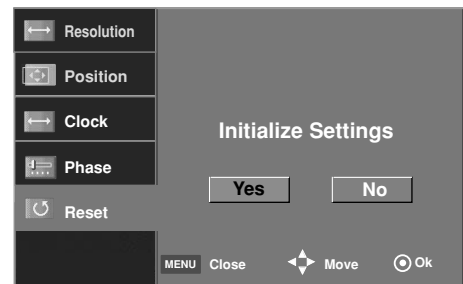 Resolution
Position
Clock
Phase
Reset
Initialize Settings
Yes No
MENU Close Move Ok